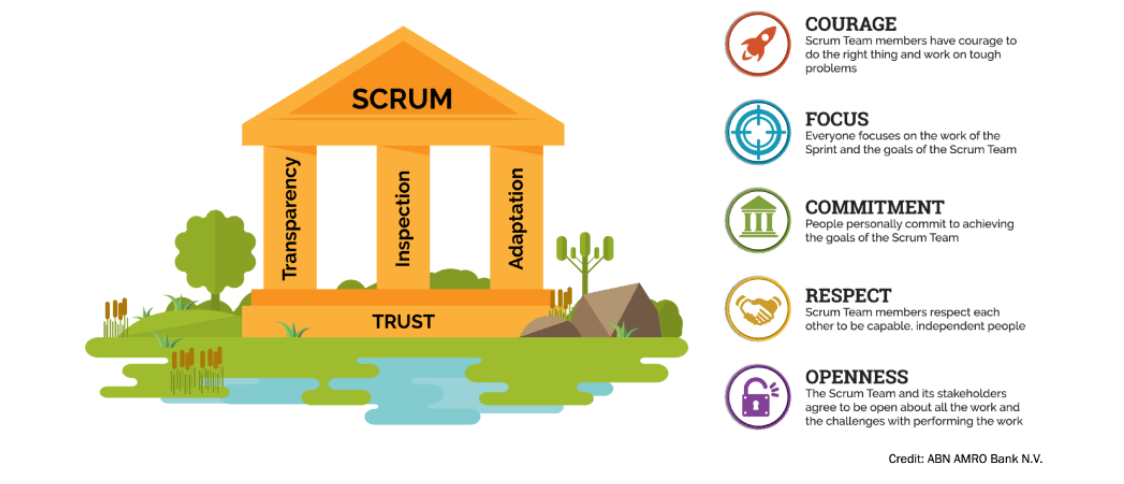 SCRUM
Transparency
Inspection
Adaptation
TRUST
COURAGE
Scrum Team members have courage to
do the right thing and work on tough
problems
FOCUS
Everyone focuses on the work of the
Sprint and the goals of the Scrum Team
COMMITMENT
People personally commit to achieving
the goals of the Scrum Team
RESPECT
Scrum Team members respect each
other to be capable, independent people
OPENNESS
The Scrum Team and its stakeholders
agree to be open about all the work and
the challenges with performing the work
Credit: ABN AMRO Bank N.V.